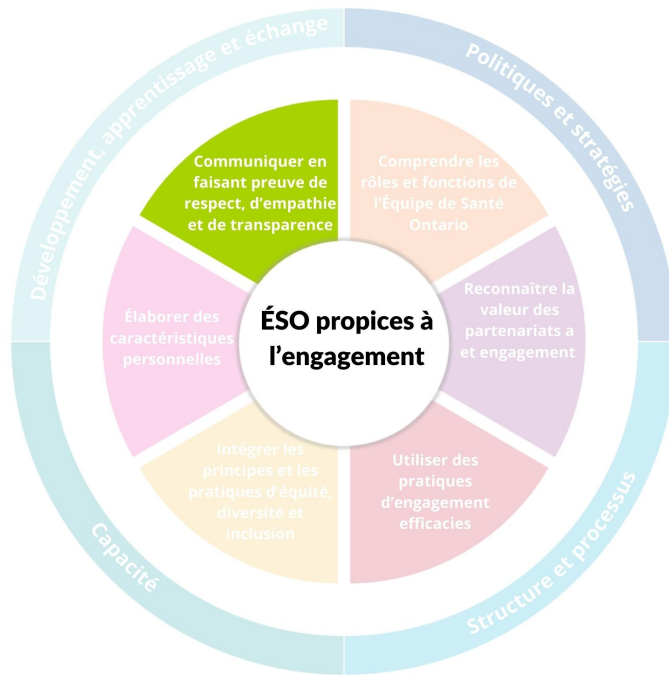 Développement, apprentissage et échange
Politiques et stratégies
Communiquer en
faisant preuve de
respect, d'empathie
et de transparence
Comprendre les
rôles et fonctions de
l'Équipe de Santé
Ontario
Élaborer des
caractéristiques
personnelles
ÉSO propices à
l'engagement
Reconnaître la
valeur des
partenariats a
et engagement
Intégrer les
principes et les
pratiques d'équité,
diversité et
inclusion
Utiliser des
pratiques
d'engagement
efficacies
Capacité
Structure et processus